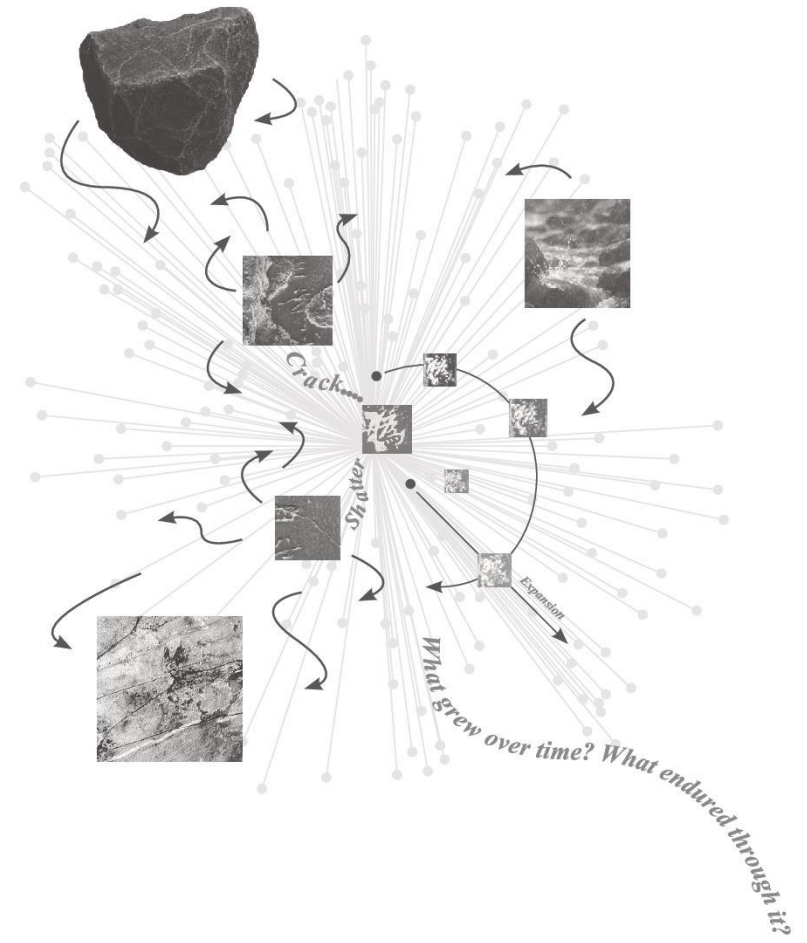 Crack....
Shatter
Expansion
What grew over time? What endured through it?